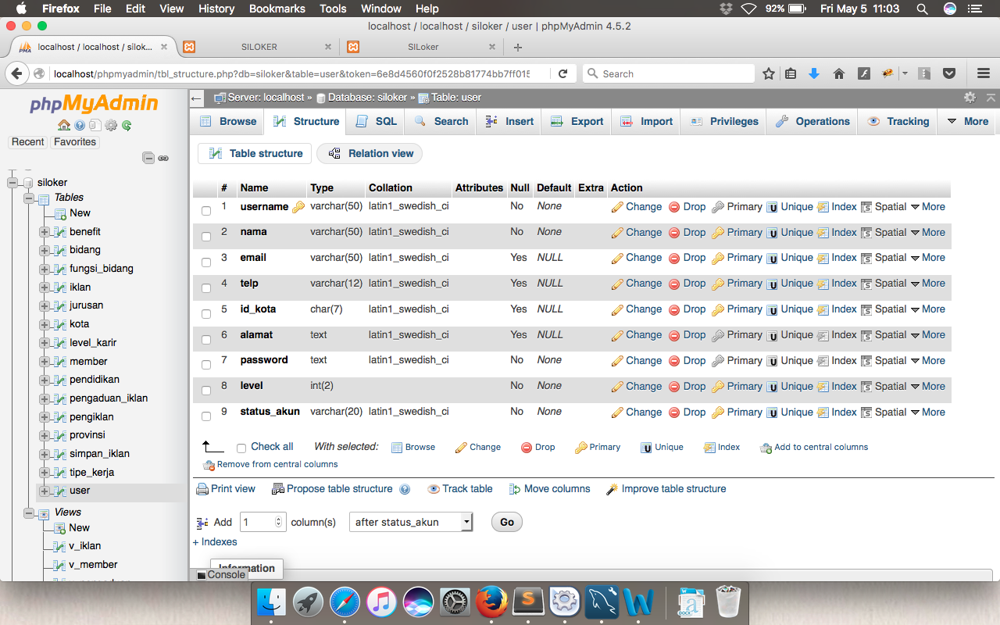 Firefox File Edit View History Bookmarks Tools Window Help 92% Fri May 5 11:03
localhost / localhost / siloker / user | phpMyAdmin 4.5.2
localhost / localhost / silok... SILOKER SILoker
localhost/phpmyadmin/tbl_structure.php?db=siloker&table=user&token=6e8d4560f0f2528b81774bb7ff015 Search
phpMyAdmin
Recent Favorites
siloker
Tables
New
benefit
bidang
fungsi_bidang
iklan
jurusan
kota
level_karir
member
pendidikan
pengaduan_iklan
pengiklan
provinsi
simpan_iklan
tipe_kerja
user
Views
New
v_iklan
v_member
Server: localhost » Database: siloker » Table: user
Browse Structure SQL Search Insert Export Import Privileges Operations Tracking More
Table structure Relation view
# Name Type Collation Attributes Null Default Extra Action
1 username varchar(50) latin1_swedish_ci No None Change Drop Primary Unique Index Spatial More
2 nama varchar(50) latin1_swedish_ci No None Change Drop Primary Unique Index Spatial More
3 email varchar(50) latin1_swedish_ci Yes NULL Change Drop Primary Unique Index Spatial More
4 telp varchar(12) latin1_swedish_ci Yes NULL Change Drop Primary Unique Index Spatial More
5 id_kota char(7) latin1_swedish_ci Yes NULL Change Drop Primary Unique Index Spatial More
6 alamat text latin1_swedish_ci Yes NULL Change Drop Primary Unique Index Spatial More
7 password text latin1_swedish_ci No None Change Drop Primary Unique Index Spatial More
8 level int(2) No None Change Drop Primary Unique Index Spatial More
9 status_akun varchar(20) latin1_swedish_ci No None Change Drop Primary Unique Index Spatial More
Check all With selected: Browse Change Drop Primary Unique Index Add to central columns
Remove from central columns
Print view Propose table structure Track table Move columns Improve table structure
Add 1 column(s) after status_akun Go
+ Indexes
Information
Console